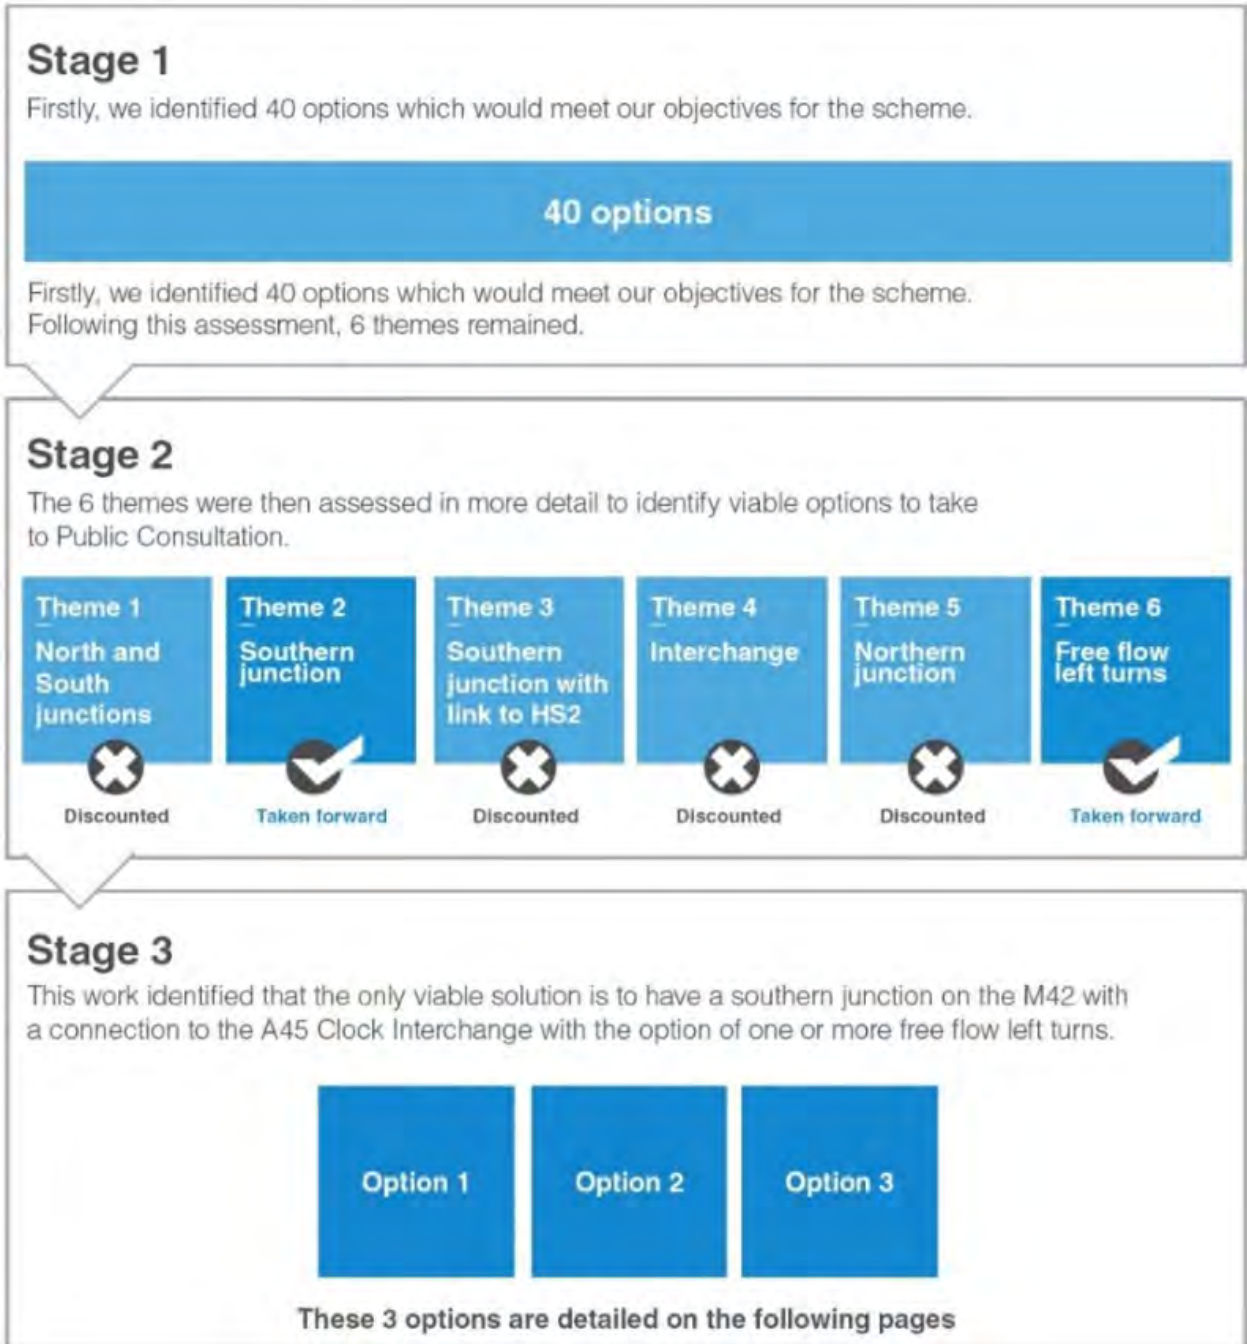 Stage 1
Firstly, we identified 40 options which would meet our objectives for the scheme.
40 options
Firstly, we identified 40 options which would meet our objectives for the scheme.
Following this assessment, 6 themes remained.
Stage 2
The 6 themes were then assessed in more detail to identify viable options to take
to Public Consultation.
Theme 1
North and
South
junctions
Discounted
Theme 2
Southern
junction
Taken forward
Theme 3
Southern
junction with
link to HS2
Discounted
Theme 4
Interchange
Discounted
Theme 5
Northern
junction
Discounted
Theme 6
Free flow
left turns
Taken forward
Stage 3
This work identified that the only viable solution is to have a southern junction on the M42 with
a connection to the A45 Clock Interchange with the option of one or more free flow left turns.
Option 1
Option 2
Option 3
These 3 options are detailed on the following pages